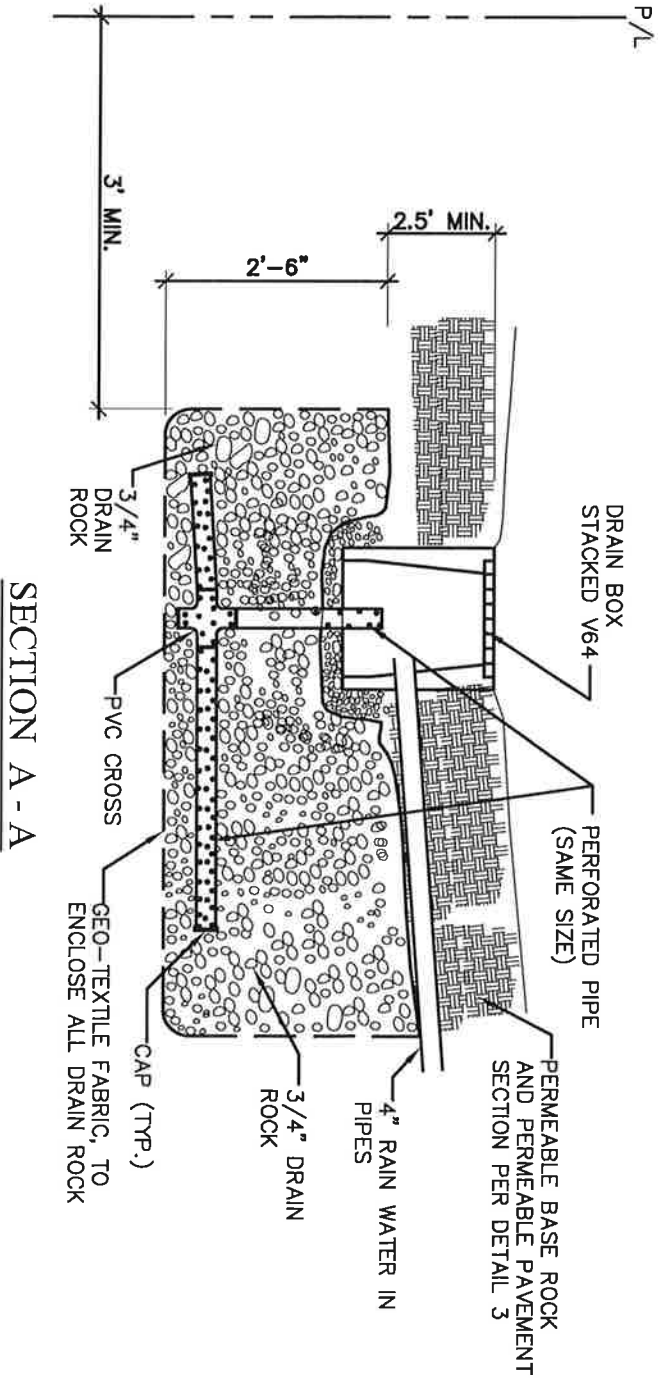 P/L
3' MIN.
2'-6"
2.5' MIN.
DRAIN BOX
STACKED V64
PERFORATED PIPE
(SAME SIZE)
PERMEABLE BASE ROCK
AND PERMEABLE PAVEMENT
SECTION PER DETAIL 3
4" RAIN WATER IN
PIPES
3/4" DRAIN
ROCK
CAP (TYP.)
GEO-TEXTILE FABRIC, TO
ENCLOSE ALL DRAIN ROCK
PVC CROSS
3/4"
DRAIN
ROCK
SECTION A - A